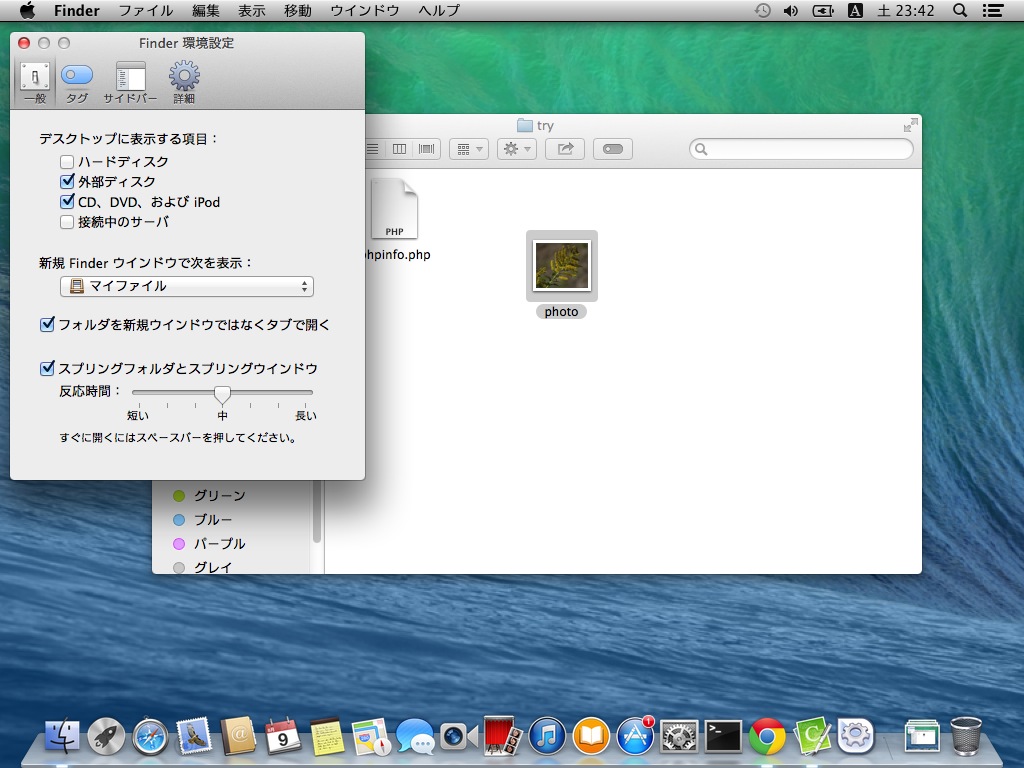 Finder ファイル 編集 表示 移動 ウインドウ ヘルプ
A 土 23:42
Finder 環境設定
一般 タグ サイドバー 詳細
デスクトップに表示する項目：
ハードディスク
外部ディスク
CD、DVD、および iPod
接続中のサーバ
新規 Finder ウインドウで次を表示：
マイファイル
フォルダを新規ウインドウではなくタブで開く
スプリングフォルダとスプリングウインドウ
反応時間：
短い 中 長い
すぐに開くにはスペースバーを押してください。
try
PHP
hpinfo.php
photo
グリーン
ブルー
パープル
グレイ
9
1